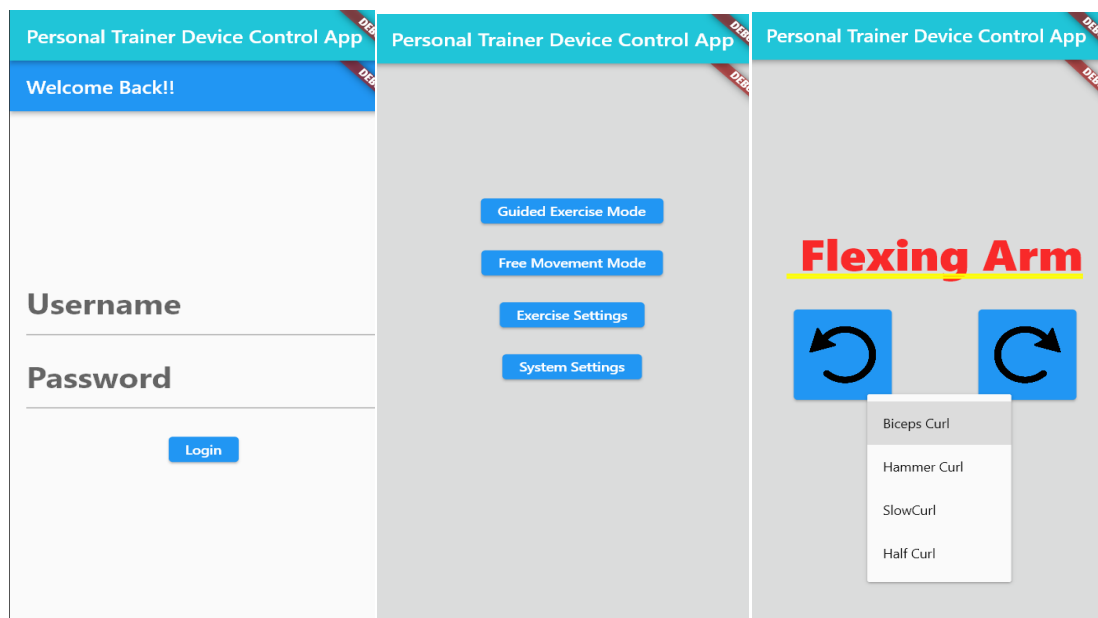 Personal Trainer Device Control App
Welcome Back!!
Username
Password
Login
Personal Trainer Device Control App
Guided Exercise Mode
Free Movement Mode
Exercise Settings
System Settings
Personal Trainer Device Control App
Flexing Arm
Biceps Curl
Hammer Curl
SlowCurl
Half Curl